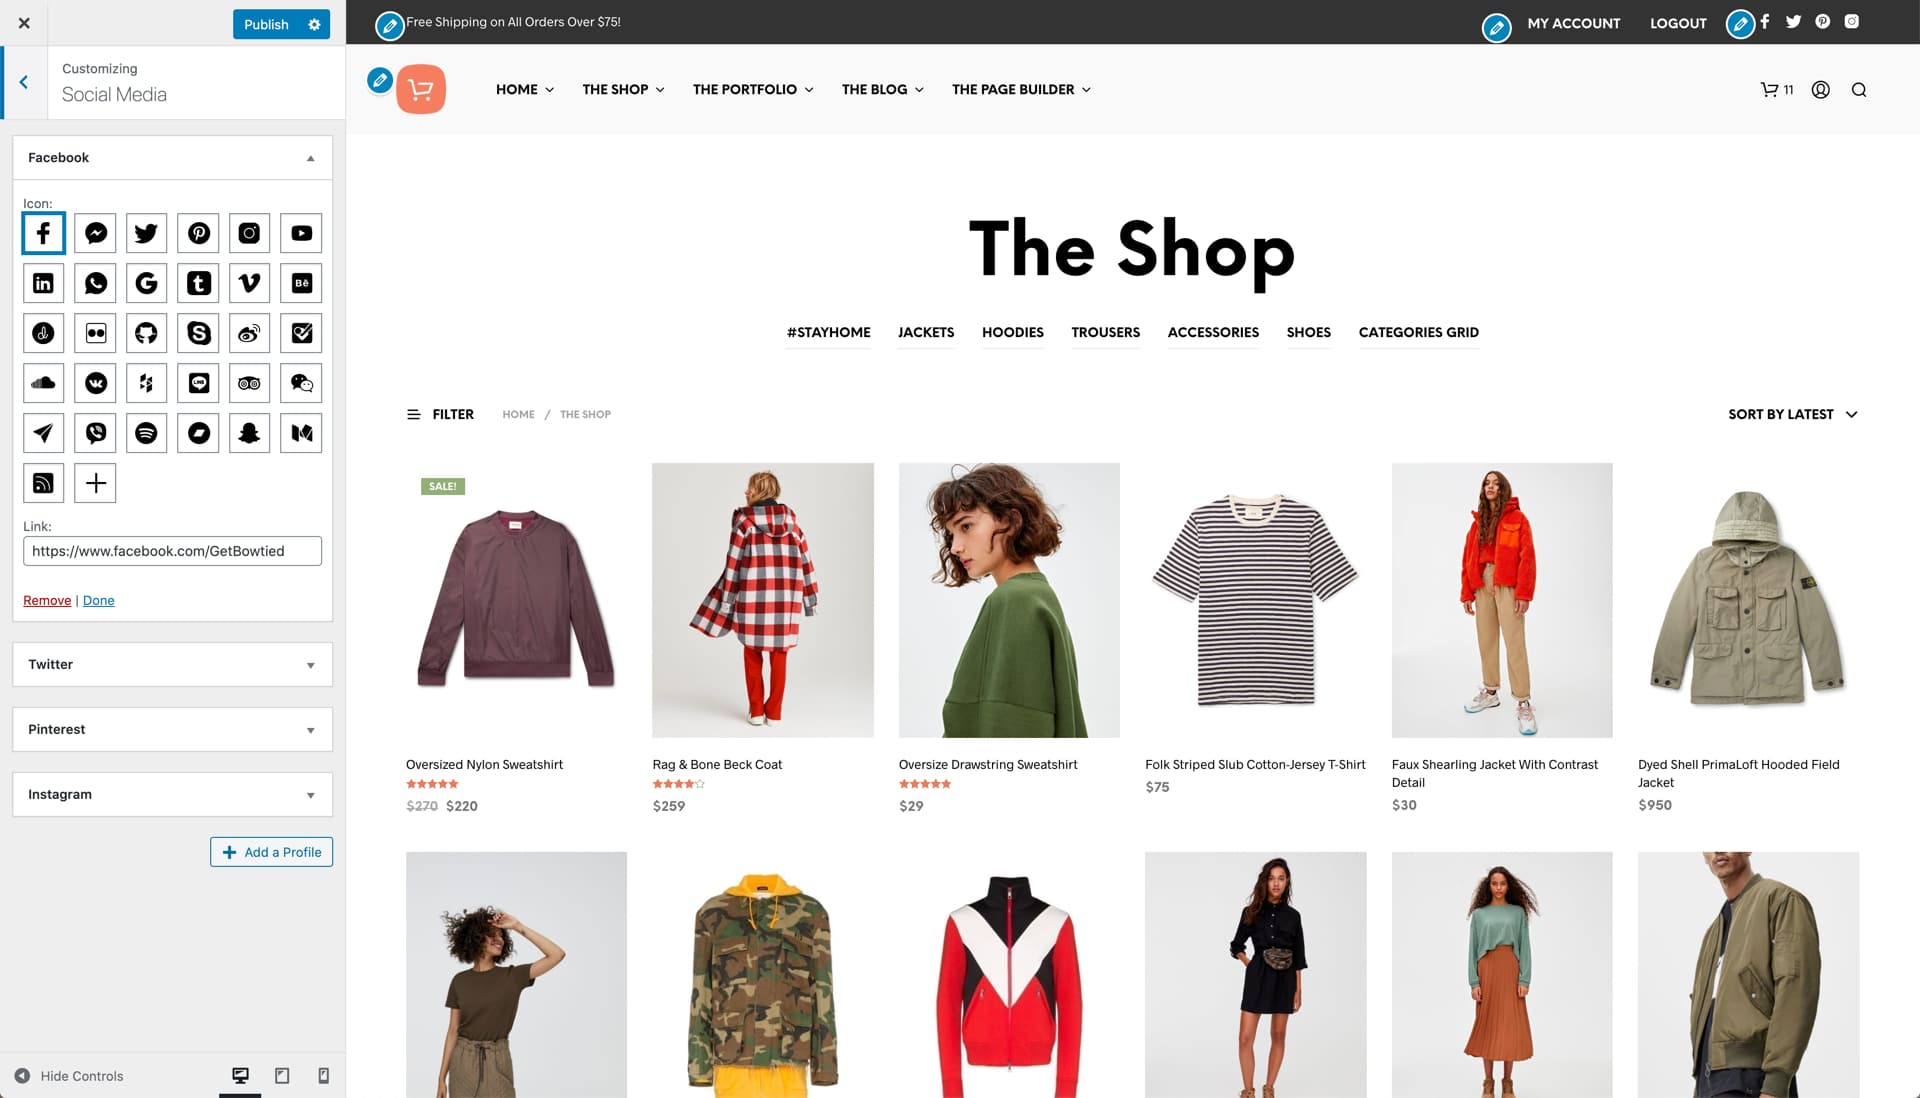 Publish
Customizing
Social Media
Facebook
Icon:
Link:
https://www.facebook.com/GetBowtied
Remove | Done
Twitter
Pinterest
Instagram
Add a Profile
Hide Controls
Free Shipping on All Orders Over $75!
MY ACCOUNT
LOGOUT
HOME
THE SHOP
THE PORTFOLIO
THE BLOG
THE PAGE BUILDER
11
The Shop
#STAYHOME
JACKETS
HOODIES
TROUSERS
ACCESSORIES
SHOES
CATEGORIES GRID
FILTER
HOME / THE SHOP
SORT BY LATEST
SALE!
Oversized Nylon Sweatshirt
$270 $220
Rag & Bone Beck Coat
$259
Oversize Drawstring Sweatshirt
$29
Folk Striped Slub Cotton-Jersey T-Shirt
$75
Faux Shearling Jacket With Contrast
Detail
$30
Dyed Shell PrimaLoft Hooded Field
Jacket
$950